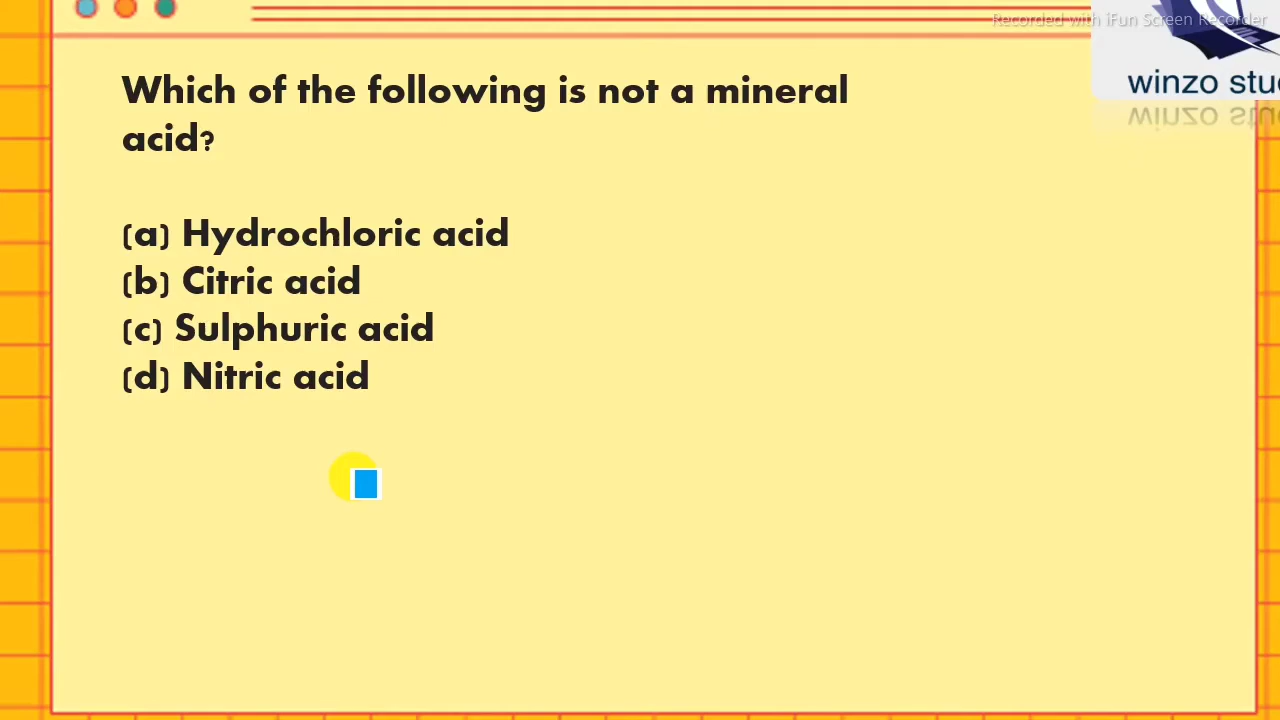 Recorded with iFun Screen Recorder
winzo
Which of the following is not a mineral
acid?
(a) Hydrochloric acid
(b) Citric acid
(c) Sulphuric acid
(d) Nitric acid